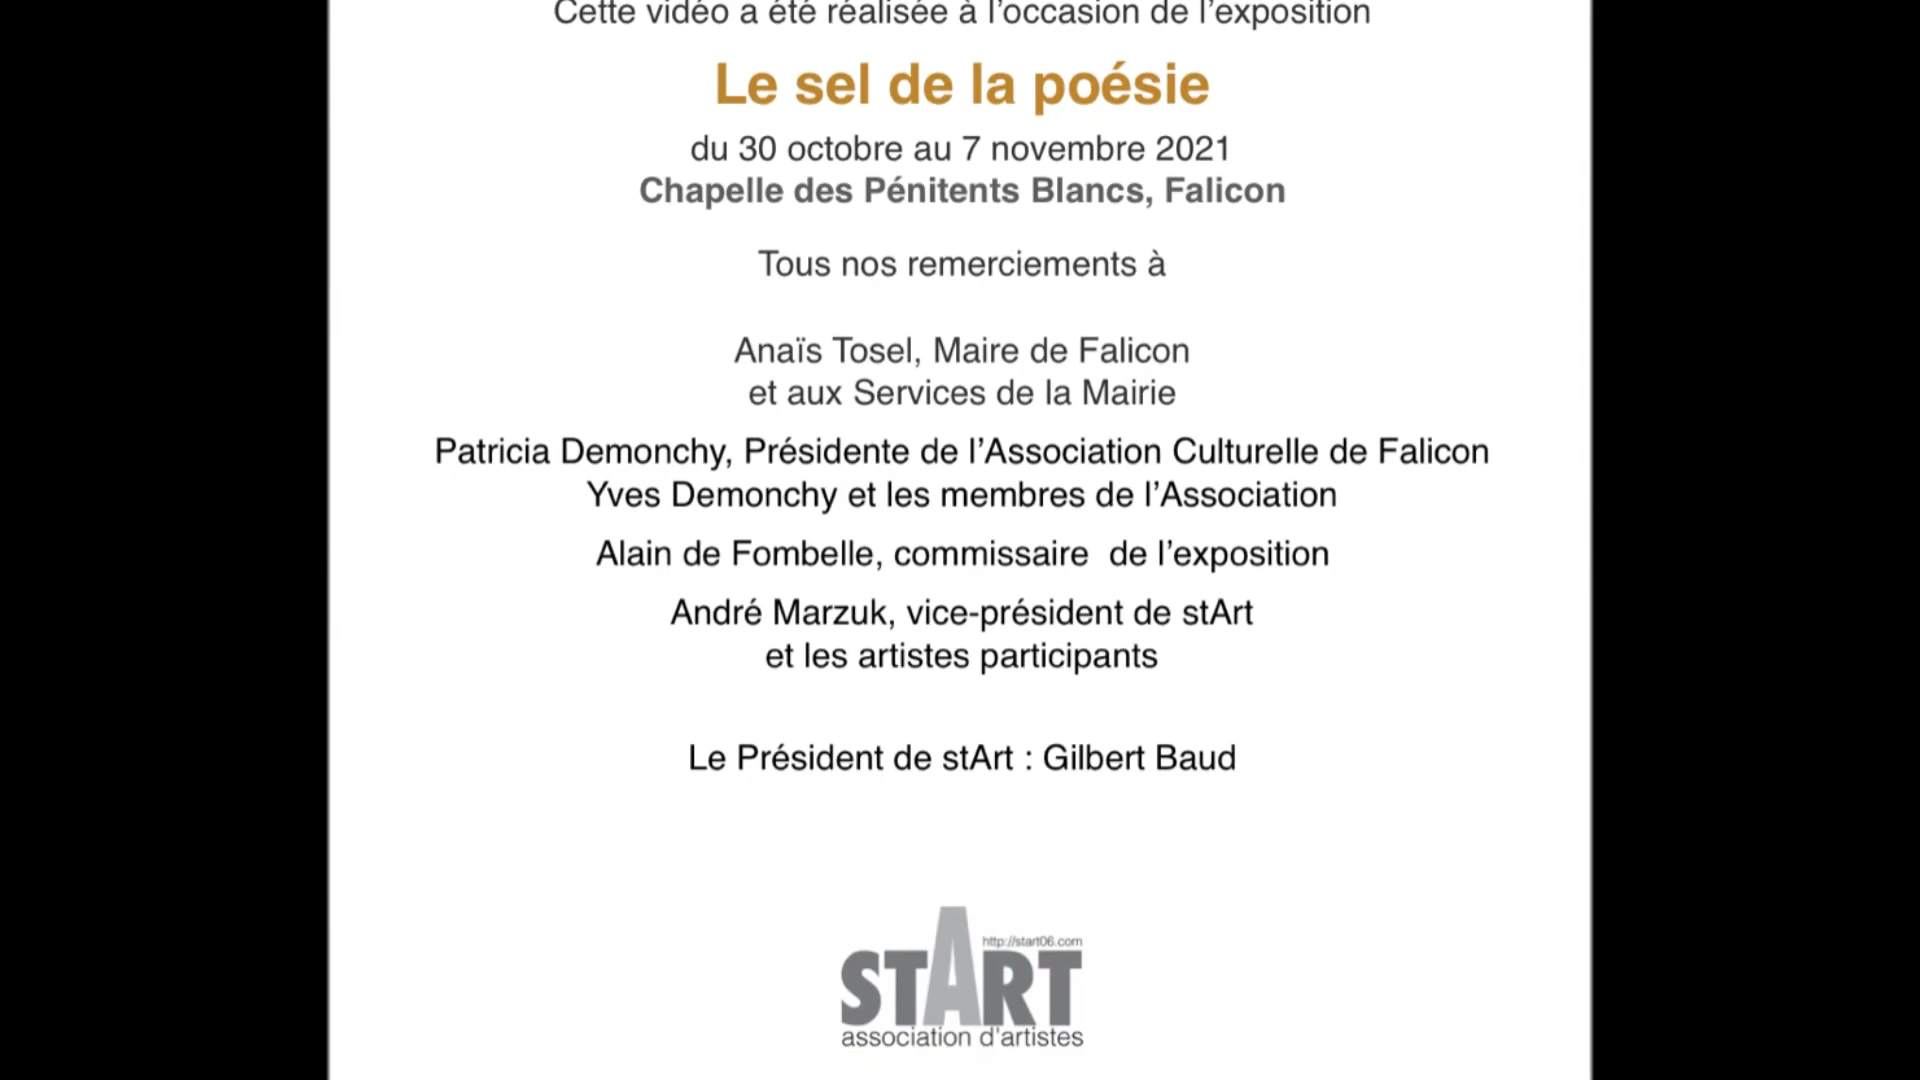 Cette vidéo a été réalisée à l’occasion de l’exposition
Le sel de la poésie
du 30 octobre au 7 novembre 2021
Chapelle des Pénitents Blancs, Falicon
Tous nos remerciements à
Anaïs Tosel, Maire de Falicon
et aux Services de la Mairie
Patricia Demonchy, Présidente de l’Association Culturelle de Falicon
Yves Demonchy et les membres de l’Association
Alain de Fombelle, commissaire  de l’exposition
André Marzuk, vice-président de stArt
et les artistes participants
Le Président de stArt : Gilbert Baud
http://start06.com
START
association d'artistes